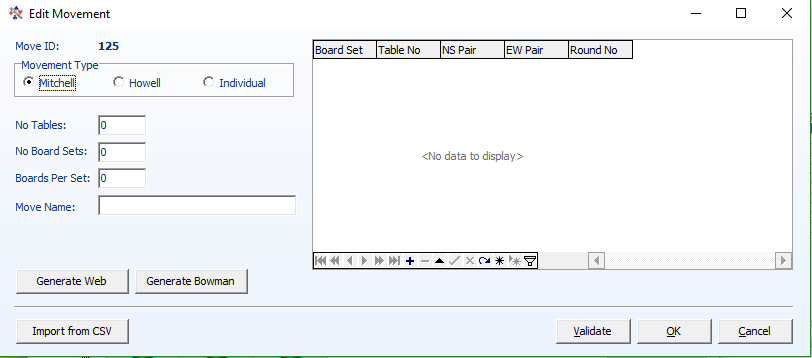 Edit Movement
Move ID: 125
Movement Type
Mitchell Howell Individual
No Tables: 0
No Board Sets: 0
Boards Per Set: 0
Move Name:
Generate Web Generate Bowman
Board Set Table No NS Pair EW Pair Round No
<No data to display>
Import from CSV Validate OK Cancel